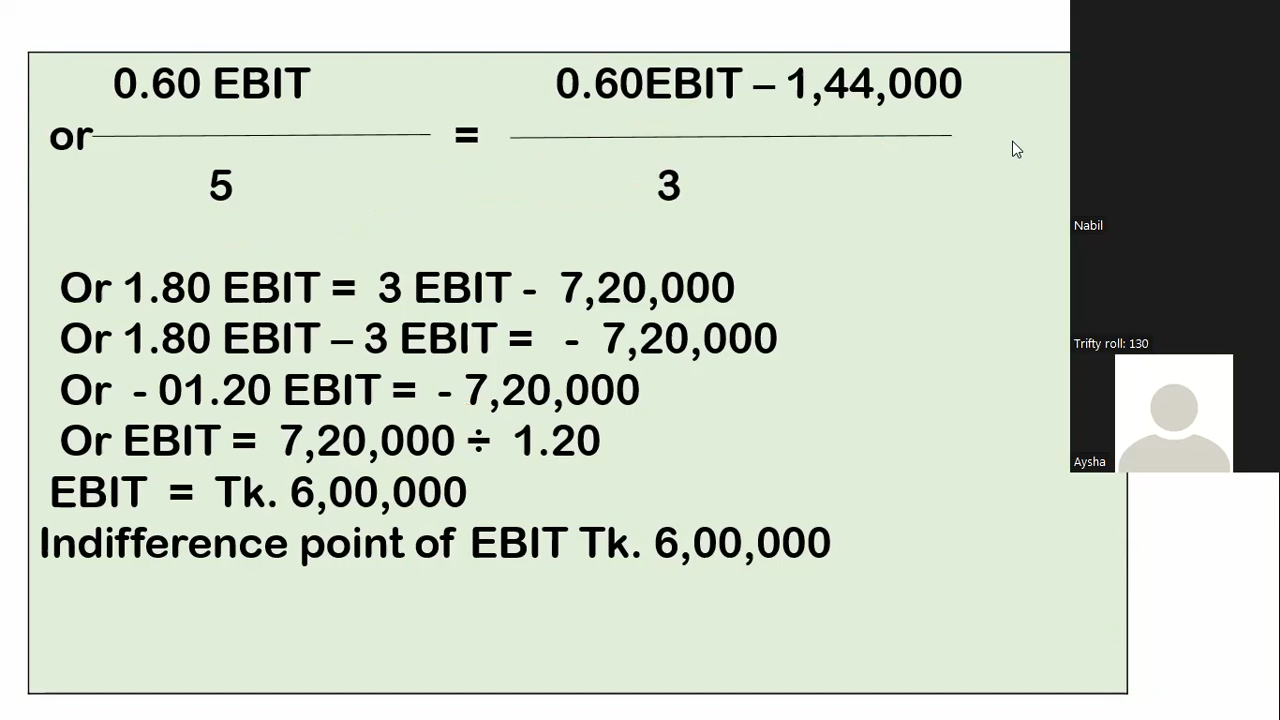 0.60 EBIT 0.60EBIT – 1,44,000
or =
5 3
Or 1.80 EBIT = 3 EBIT - 7,20,000
Or 1.80 EBIT – 3 EBIT = - 7,20,000
Or - 01.20 EBIT = - 7,20,000
Or EBIT = 7,20,000 ÷ 1.20
EBIT = Tk. 6,00,000
Indifference point of EBIT Tk. 6,00,000
Nabil
Trifty roll: 130
Aysha